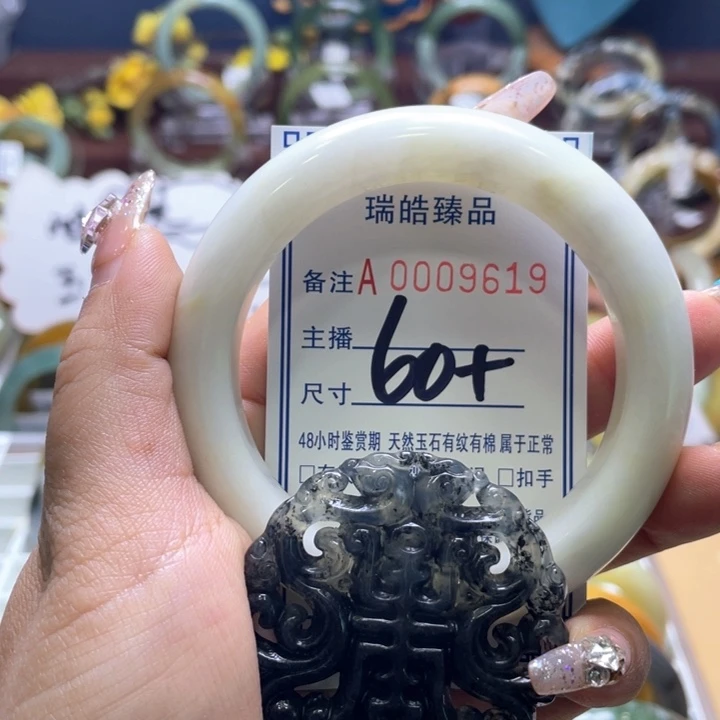 瑞皓臻品
备注A 0009619
主播
尺寸 60+
48小时鉴赏期 天然玉石有纹有棉 属于正常
□扣手